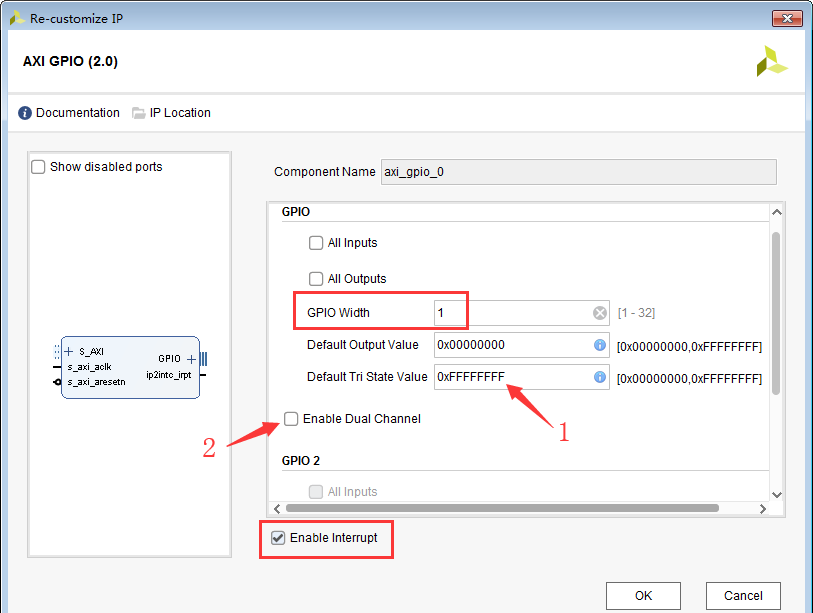 Re-customize IP
AXI GPIO (2.0)
Documentation IP Location
Show disabled ports
Component Name axi_gpio_0
GPIO
All Inputs
All Outputs
GPIO Width 1 [1 - 32]
Default Output Value 0x00000000 [0x00000000,0xFFFFFFFF]
Default Tri State Value 0xFFFFFFFF [0x00000000,0xFFFFFFFF]
S_AXI
s_axi_aclk
s_axi_aresetn
GPIO
ip2intc_irpt
Enable Dual Channel
1
2
GPIO 2
All Inputs
Enable Interrupt
OK Cancel